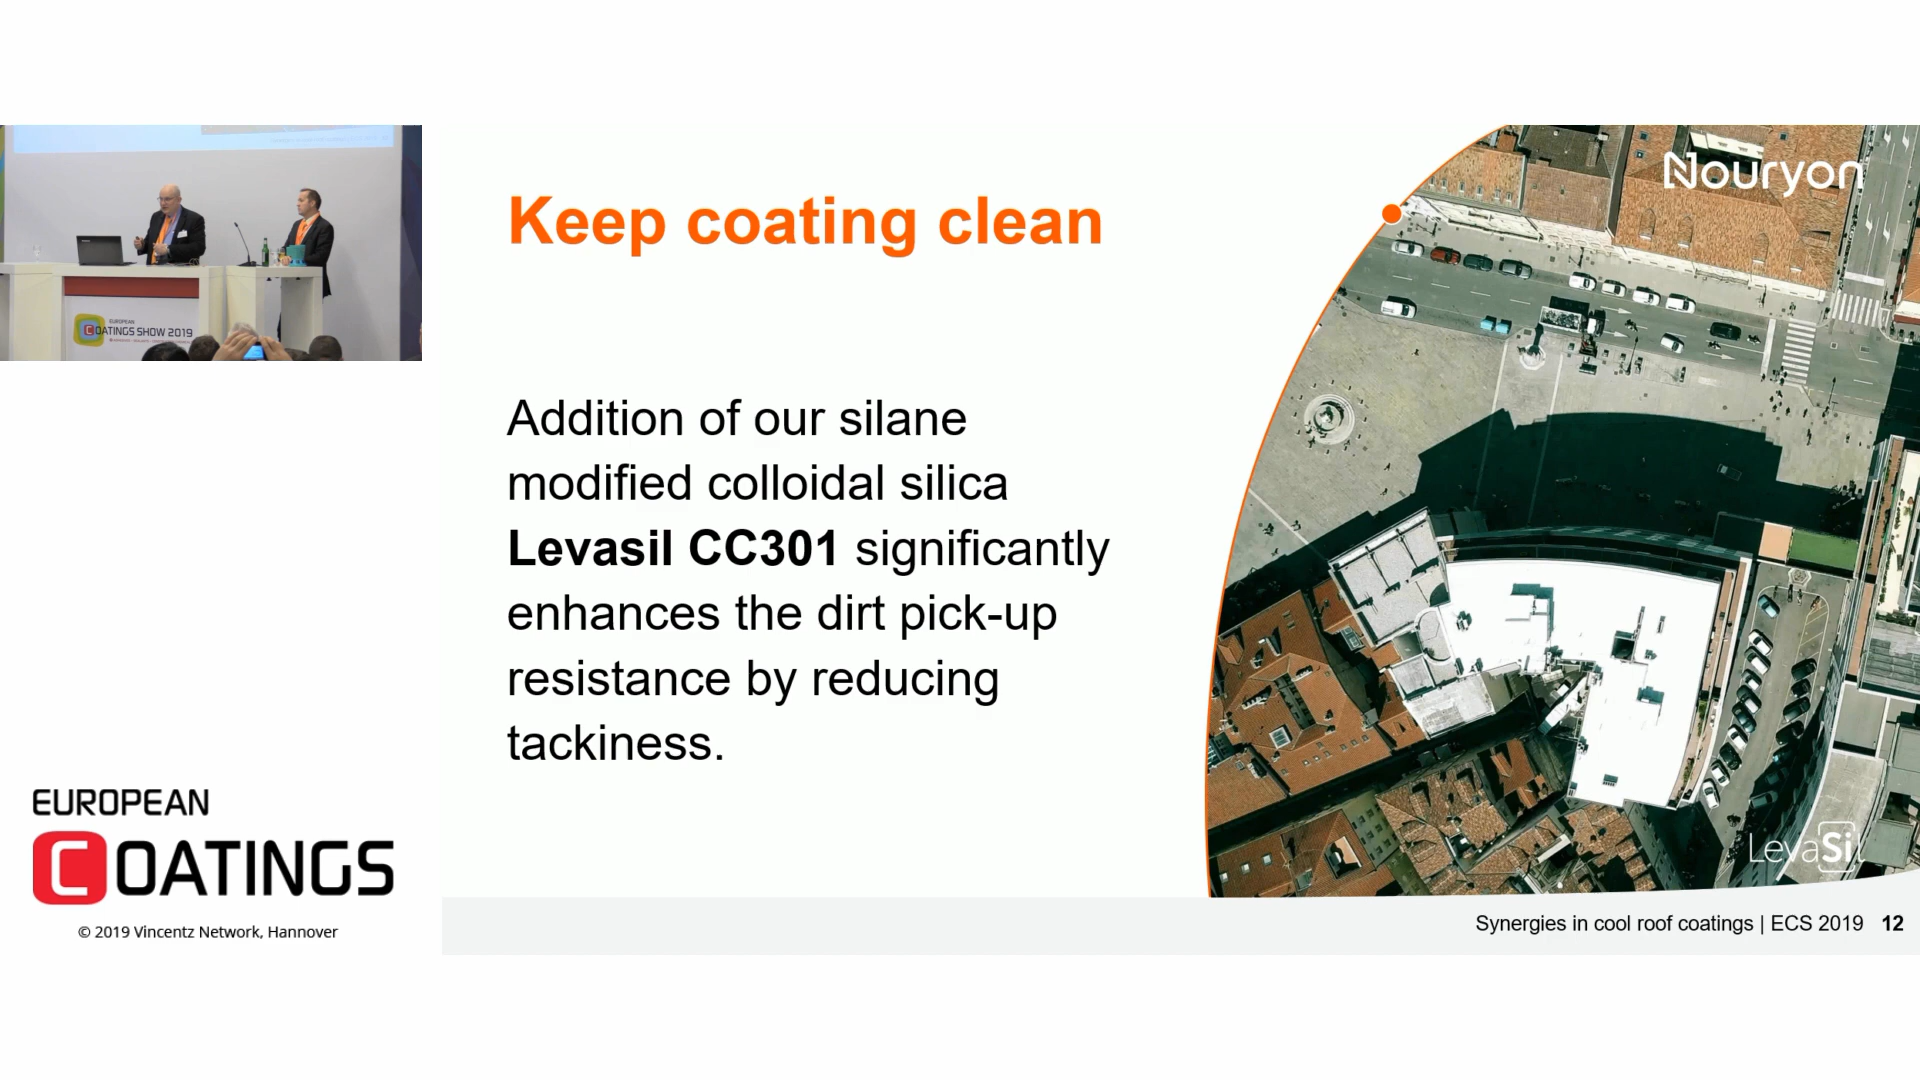 Keep coating clean
Addition of our silane
modified colloidal silica
Levasil CC301 significantly
enhances the dirt pick-up
resistance by reducing
tackiness.
Nouryon
LevaSil
EUROPEAN
COATINGS SHOW 2019
EUROPEAN
COATINGS
© 2019 Vincentz Network, Hannover
Synergies in cool roof coatings | ECS 2019 12